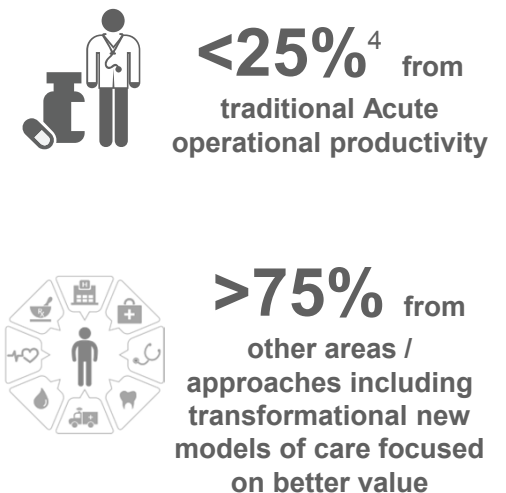 <25%4 from
traditional Acute
operational productivity
>75% from
other areas /
approaches including
transformational new
models of care focused
on better value